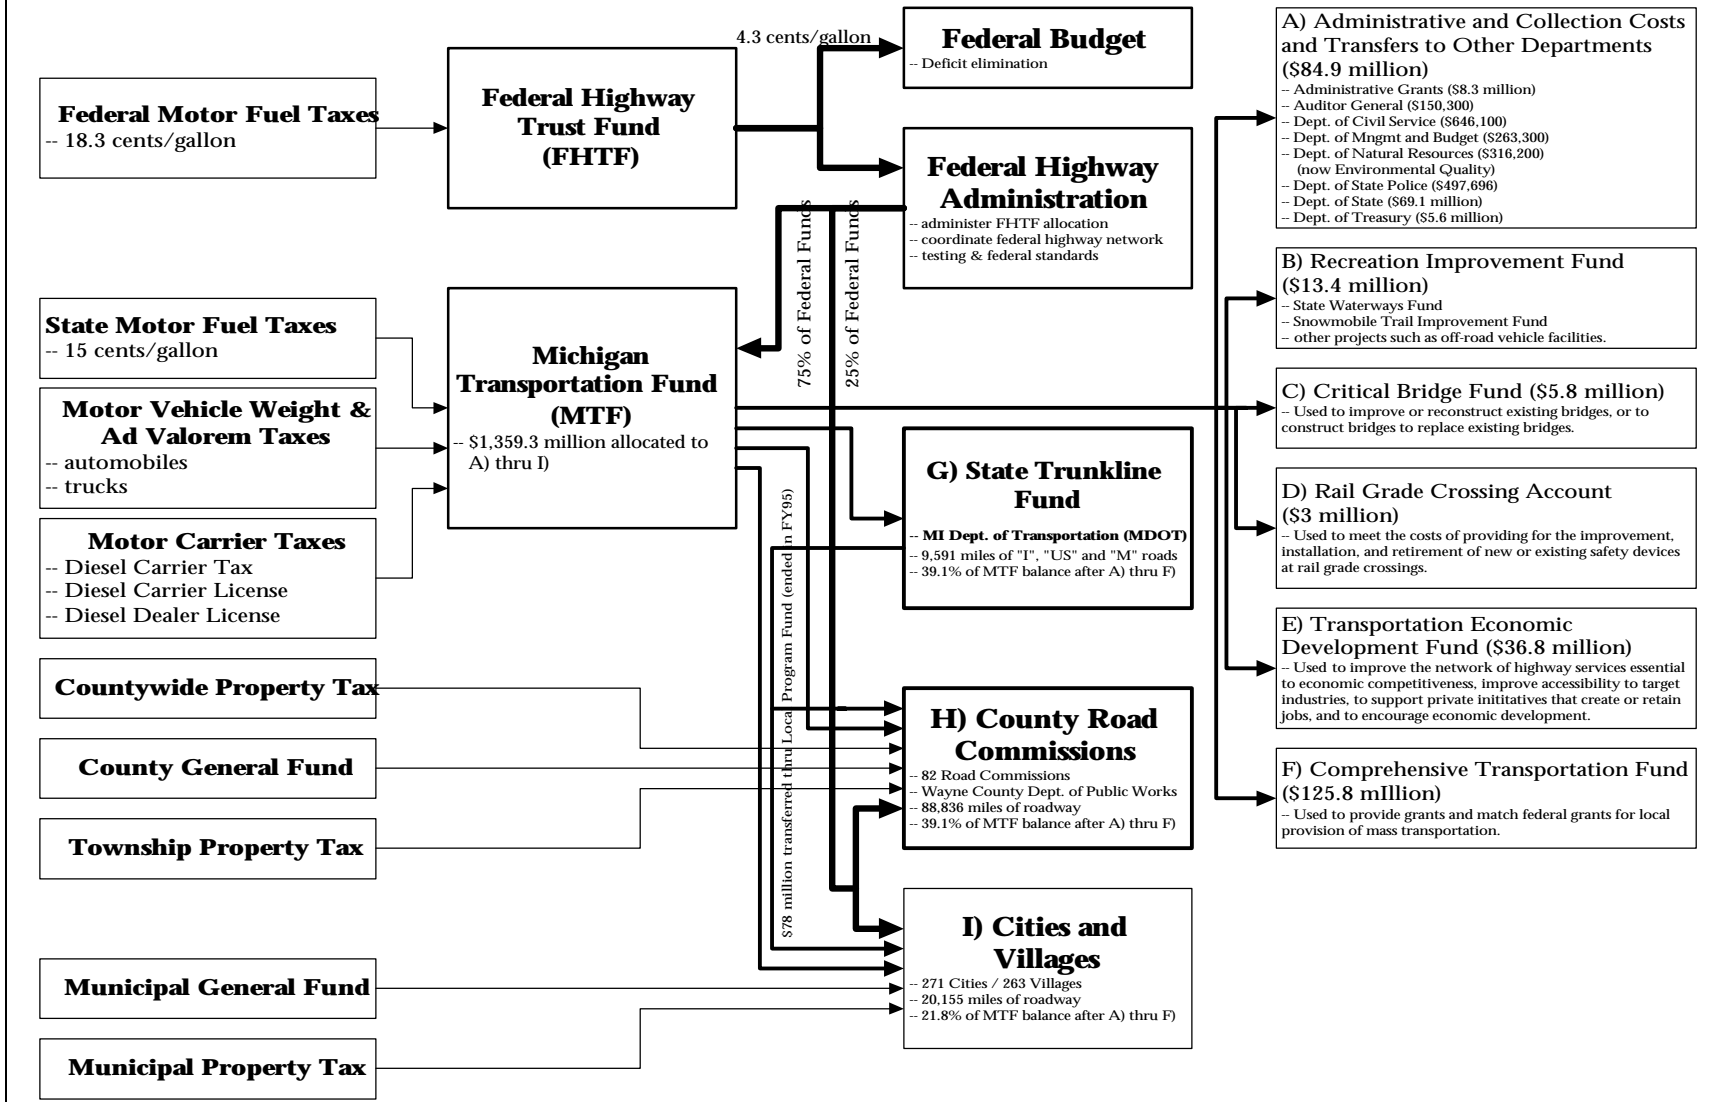 Federal Motor Fuel Taxes
-- 18.3 cents/gallon
State Motor Fuel Taxes
-- 15 cents/gallon
Motor Vehicle Weight &
Ad Valorem Taxes
-- automobiles
-- trucks
Motor Carrier Taxes
-- Diesel Carrier Tax
-- Diesel Carrier License
-- Diesel Dealer License
Countywide Property Tax
County General Fund
Township Property Tax
Municipal General Fund
Municipal Property Tax
Federal Highway
Trust Fund
(FHTF)
Michigan
Transportation Fund
(MTF)
-- $1,359.3 million allocated to
A) thru I)
4.3 cents/gallon
75% of Federal Funds
25% of Federal Funds
$78 million transferred thru Local Program Fund (ended in FY95)
Federal Budget
-- Deficit elimination
Federal Highway
Administration
-- administer FHTF allocation
-- coordinate federal highway network
-- testing & federal standards
G) State Trunkline
Fund
-- MI Dept. of Transportation (MDOT)
-- 9,591 miles of "I", "US" and "M" roads
-- 39.1% of MTF balance after A) thru F)
H) County Road
Commissions
-- 82 Road Commissions
-- Wayne County Dept. of Public Works
-- 88,836 miles of roadway
-- 39.1% of MTF balance after A) thru F)
I) Cities and
Villages
-- 271 Cities / 263 Villages
-- 20,155 miles of roadway
-- 21.8% of MTF balance after A) thru F)
A) Administrative and Collection Costs
and Transfers to Other Departments
($84.9 million)
-- Administrative Grants ($8.3 million)
-- Auditor General ($150,300)
-- Dept. of Civil Service ($646,100)
-- Dept. of Mngmt and Budget ($263,300)
-- Dept. of Natural Resources ($316,200)
(now Environmental Quality)
-- Dept. of State Police ($497,696)
-- Dept. of State ($69.1 million)
-- Dept. of Treasury ($5.6 million)
B) Recreation Improvement Fund
($13.4 million)
-- State Waterways Fund
-- Snowmobile Trail Improvement Fund
-- other projects such as off-road vehicle facilities.
C) Critical Bridge Fund ($5.8 million)
-- Used to improve or reconstruct existing bridges, or to
construct bridges to replace existing bridges.
D) Rail Grade Crossing Account
($3 million)
-- Used to meet the costs of providing for the improvement,
installation, and retirement of new or existing safety devices
at rail grade crossings.
E) Transportation Economic
Development Fund ($36.8 million)
-- Used to improve the network of highway services essential
to economic competitiveness, improve accessibility to target
industries, to support private inititatives that create or retain
jobs, and to encourage economic development.
F) Comprehensive Transportation Fund
($125.8 mIllion)
-- Used to provide grants and match federal grants for local
provision of mass transportation.